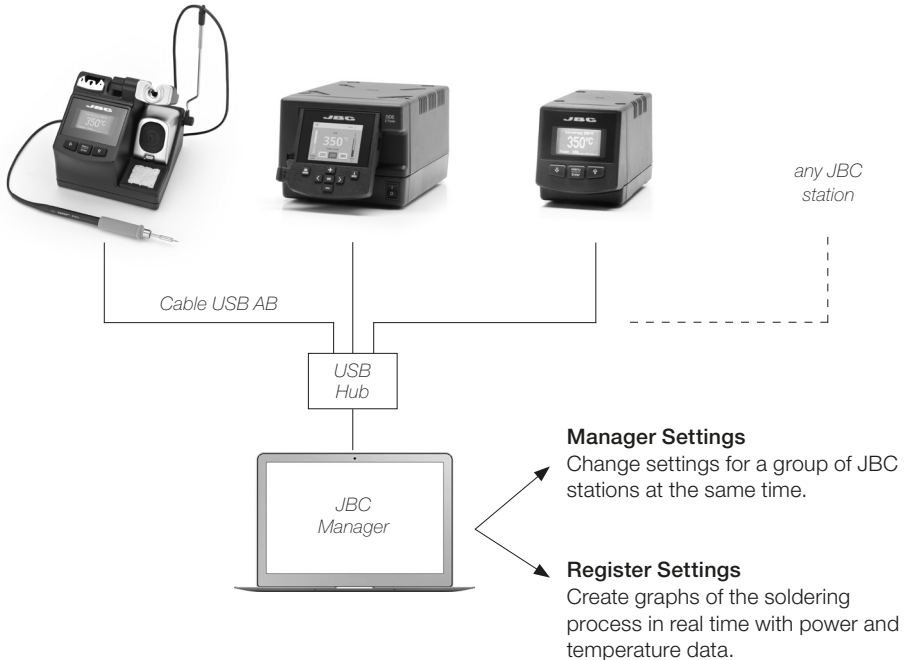 JBC
350°C
JBC
350°
JBC
350°C
any JBC
station
Cable USB AB
USB
Hub
JBC
Manager
Manager Settings
Change settings for a group of JBC
stations at the same time.
Register Settings
Create graphs of the soldering
process in real time with power and
temperature data.